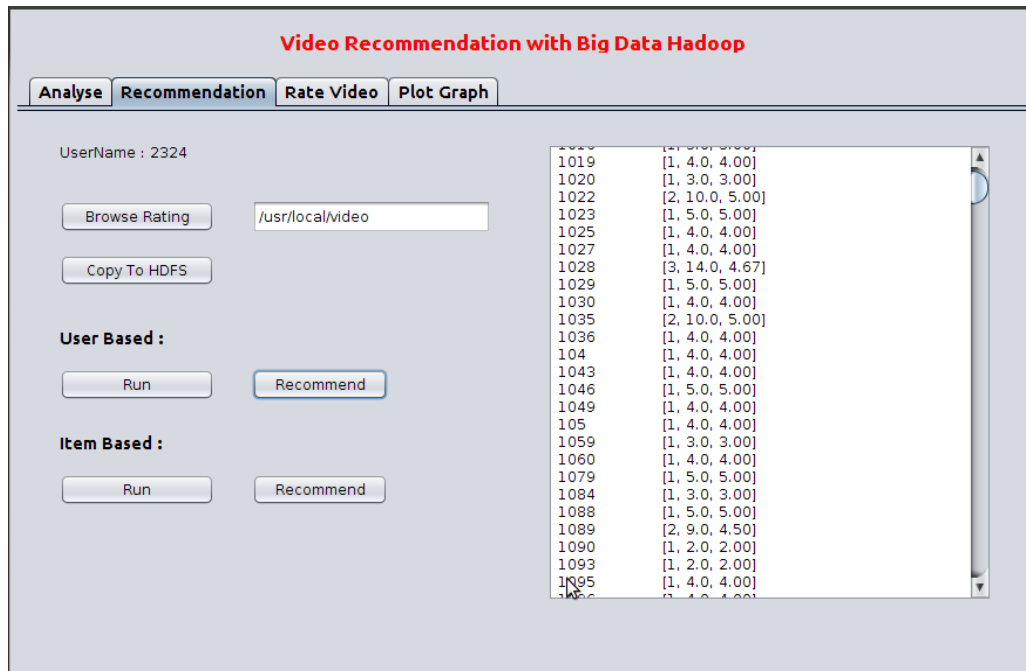 Video Recommendation with Big Data Hadoop
Analyse Recommendation Rate Video Plot Graph
UserName : 2324
Browse Rating /usr/local/video
Copy To HDFS
User Based :
Run Recommend
Item Based :
Run Recommend
1019 [1, 4.0, 4.00]
1020 [1, 3.0, 3.00]
1022 [2, 10.0, 5.00]
1023 [1, 5.0, 5.00]
1025 [1, 4.0, 4.00]
1027 [1, 4.0, 4.00]
1028 [3, 14.0, 4.67]
1029 [1, 5.0, 5.00]
1030 [1, 4.0, 4.00]
1035 [2, 10.0, 5.00]
1036 [1, 4.0, 4.00]
104 [1, 4.0, 4.00]
1043 [1, 4.0, 4.00]
1046 [1, 5.0, 5.00]
1049 [1, 4.0, 4.00]
105 [1, 4.0, 4.00]
1059 [1, 3.0, 3.00]
1060 [1, 4.0, 4.00]
1079 [1, 5.0, 5.00]
1084 [1, 3.0, 3.00]
1088 [1, 5.0, 5.00]
1089 [2, 9.0, 4.50]
1090 [1, 2.0, 2.00]
1093 [1, 2.0, 2.00]
1095 [1, 4.0, 4.00]